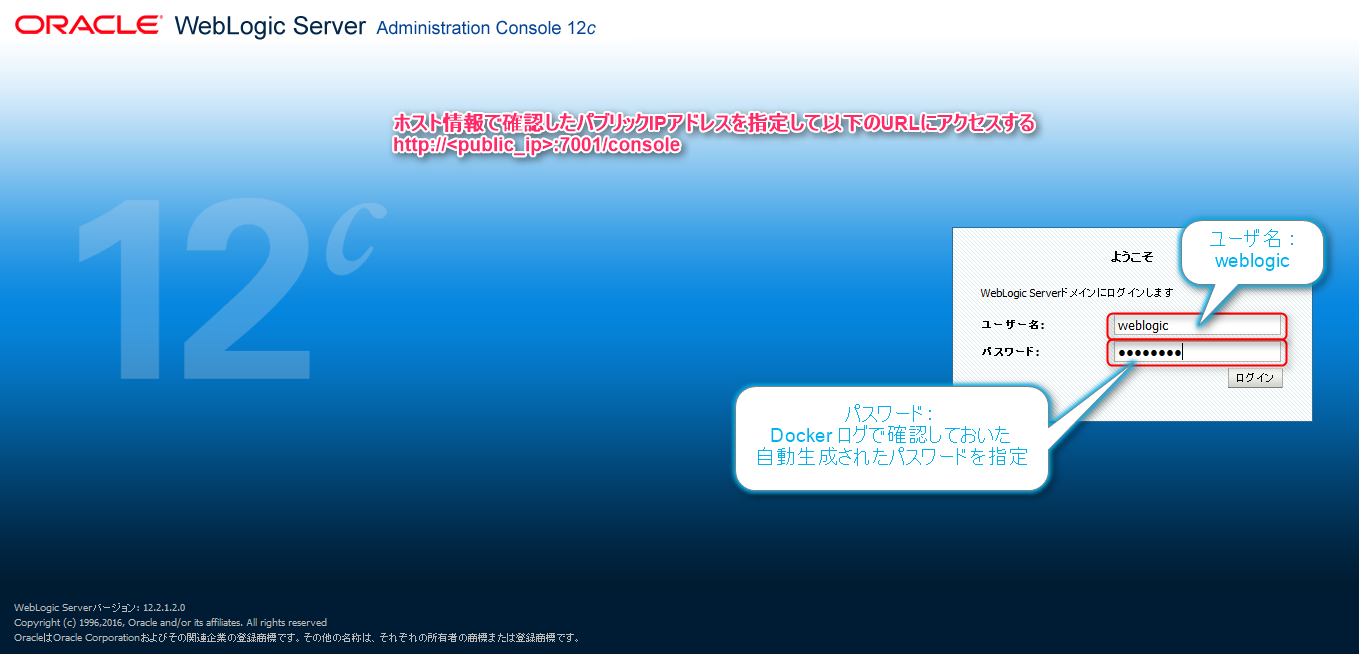 ORACLE WebLogic Server Administration Console 12c
ホスト情報で確認したパブリックIPアドレスを指定して以下のURLにアクセスする
http://<public_ip>:7001/console
12c
ユーザ名：
weblogic
ようこそ
WebLogic Serverドメインにログインします
ユーザー名: weblogic
パスワード: ●●●●●●●●
ログイン
パスワード：
Docker ログで確認しておいた
自動生成されたパスワードを指定
WebLogic Serverバージョン: 12.2.1.2.0
Copyright (c) 1996,2016, Oracle and/or its affiliates. All rights reserved
OracleはOracle Corporationおよびその関連企業の登録商標です。その他の名称は、それぞれの所有者の商標または登録商標です。